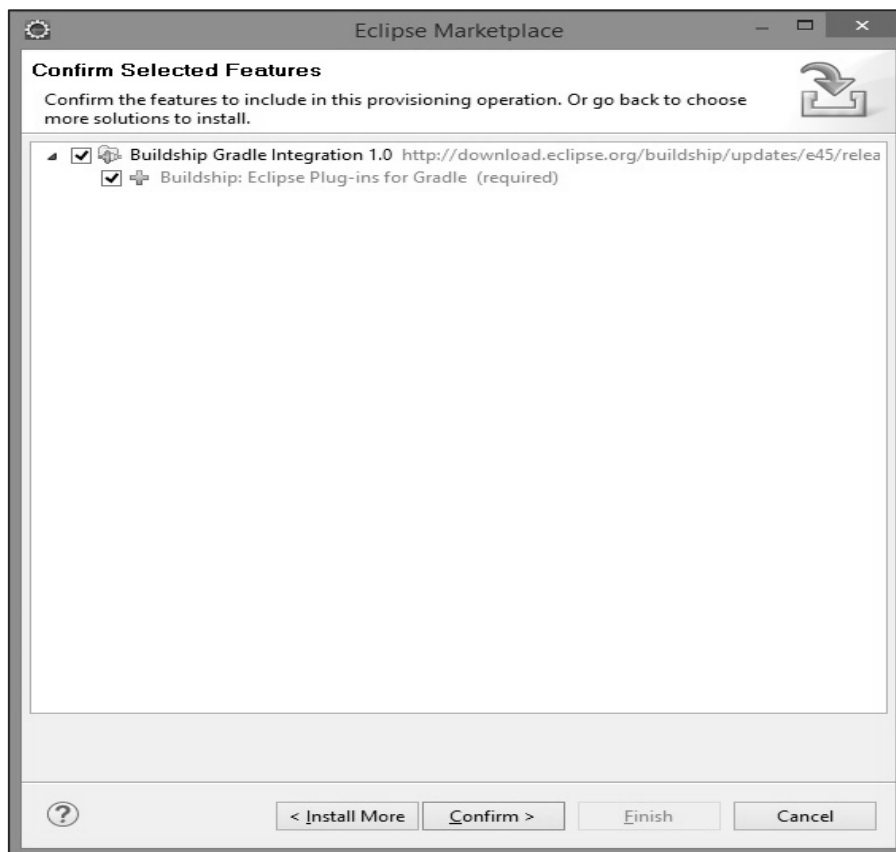 Eclipse Marketplace
Confirm Selected Features
Confirm the features to include in this provisioning operation. Or go back to choose
more solutions to install.
Buildship Gradle Integration 1.0 http://download.eclipse.org/buildship/updates/e45/relea
Buildship: Eclipse Plug-ins for Gradle (required)
< Install More
Confirm >
Finish
Cancel